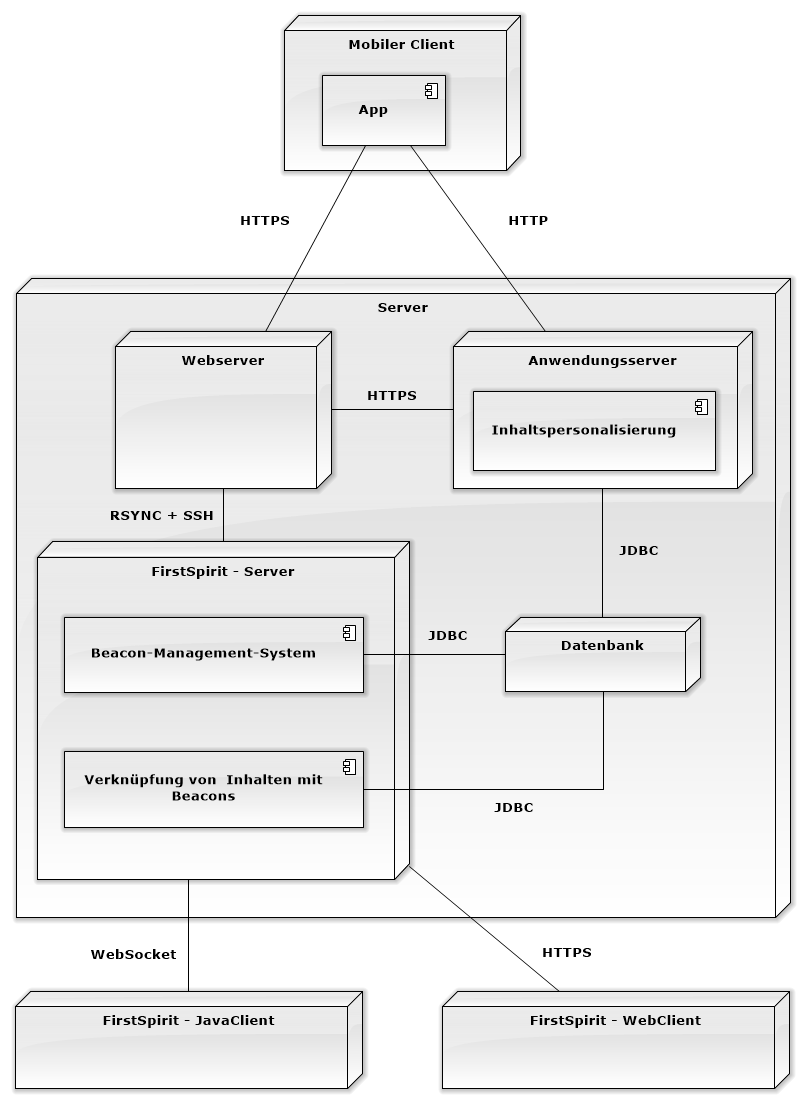 Mobiler Client
App
HTTPS
HTTP
Server
Webserver
Anwendungsserver
HTTPS
Inhaltspersonalisierung
RSYNC + SSH
JDBC
FirstSpirit - Server
Beacon-Management-System
JDBC
Datenbank
Verknüpfung von  Inhalten mit
Beacons
JDBC
WebSocket
HTTPS
FirstSpirit - JavaClient
FirstSpirit - WebClient